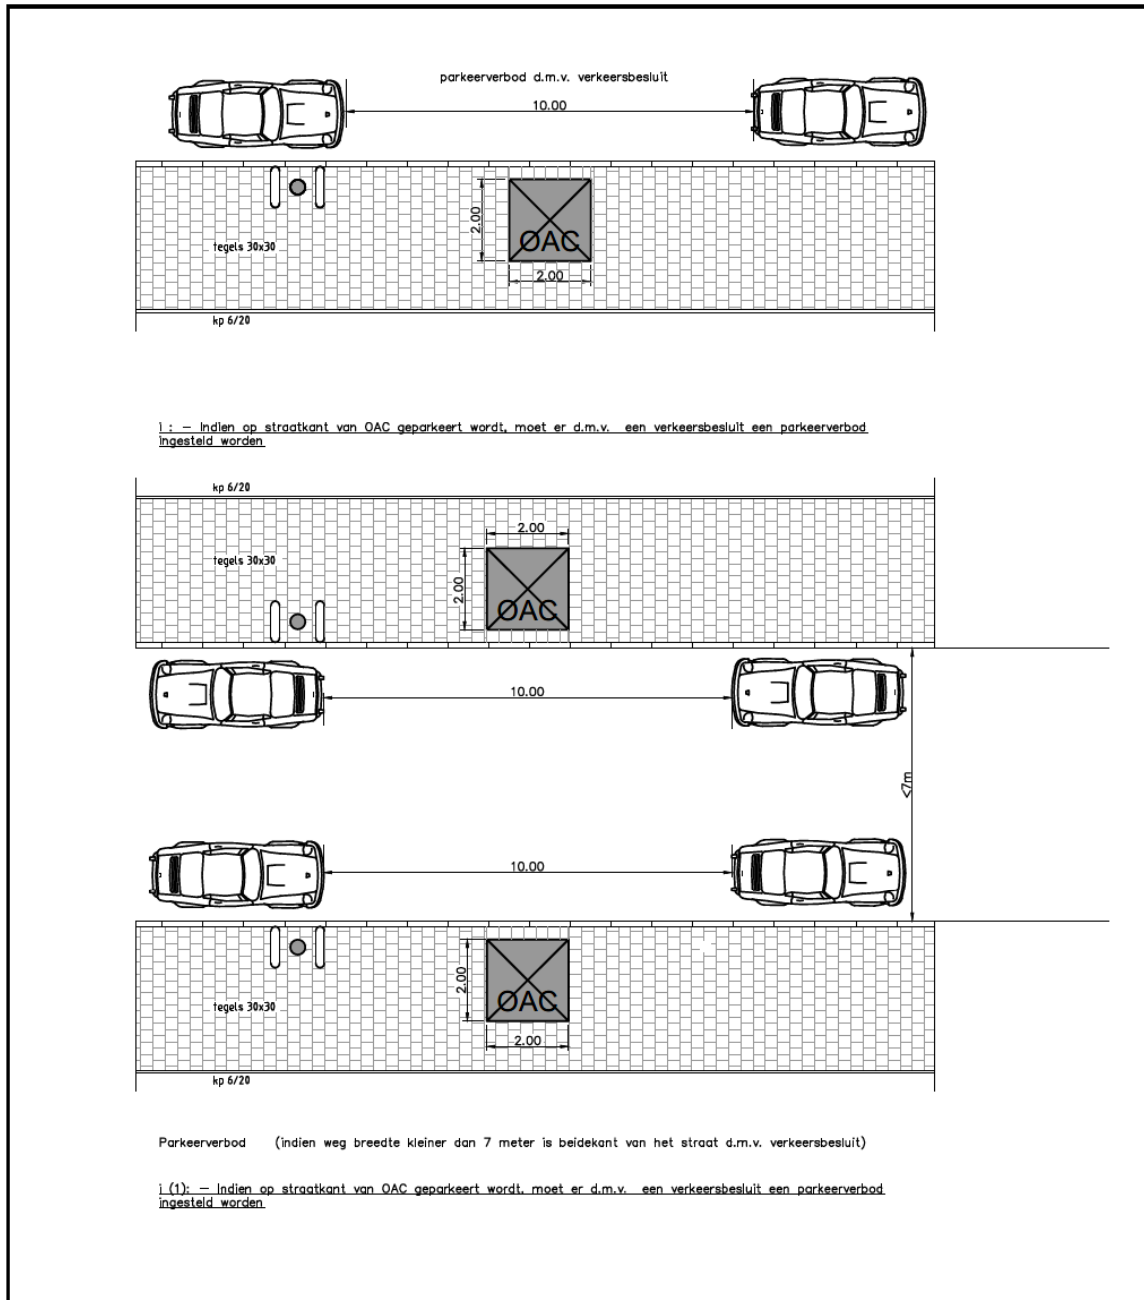 parkeerverbod d.m.v. verkeersbesluit
10.00
2.00
OAC
tegels 30x30
2.00
kp 6/20
i : – Indien op straatkant van OAC geparkeert wordt, moet er d.m.v. een verkeersbesluit een parkeerverbod
ingesteld worden
kp 6/20
2.00
tegels 30x30
2.00
OAC
10.00
<7m
10.00
2.00
OAC
tegels 30x30
2.00
kp 6/20
Parkeerverbod (indien weg breedte kleiner dan 7 meter is beidekant van het straat d.m.v. verkeersbesluit)
i (1): – Indien op straatkant van OAC geparkeert wordt, moet er d.m.v. een verkeersbesluit een parkeerverbod
ingesteld worden